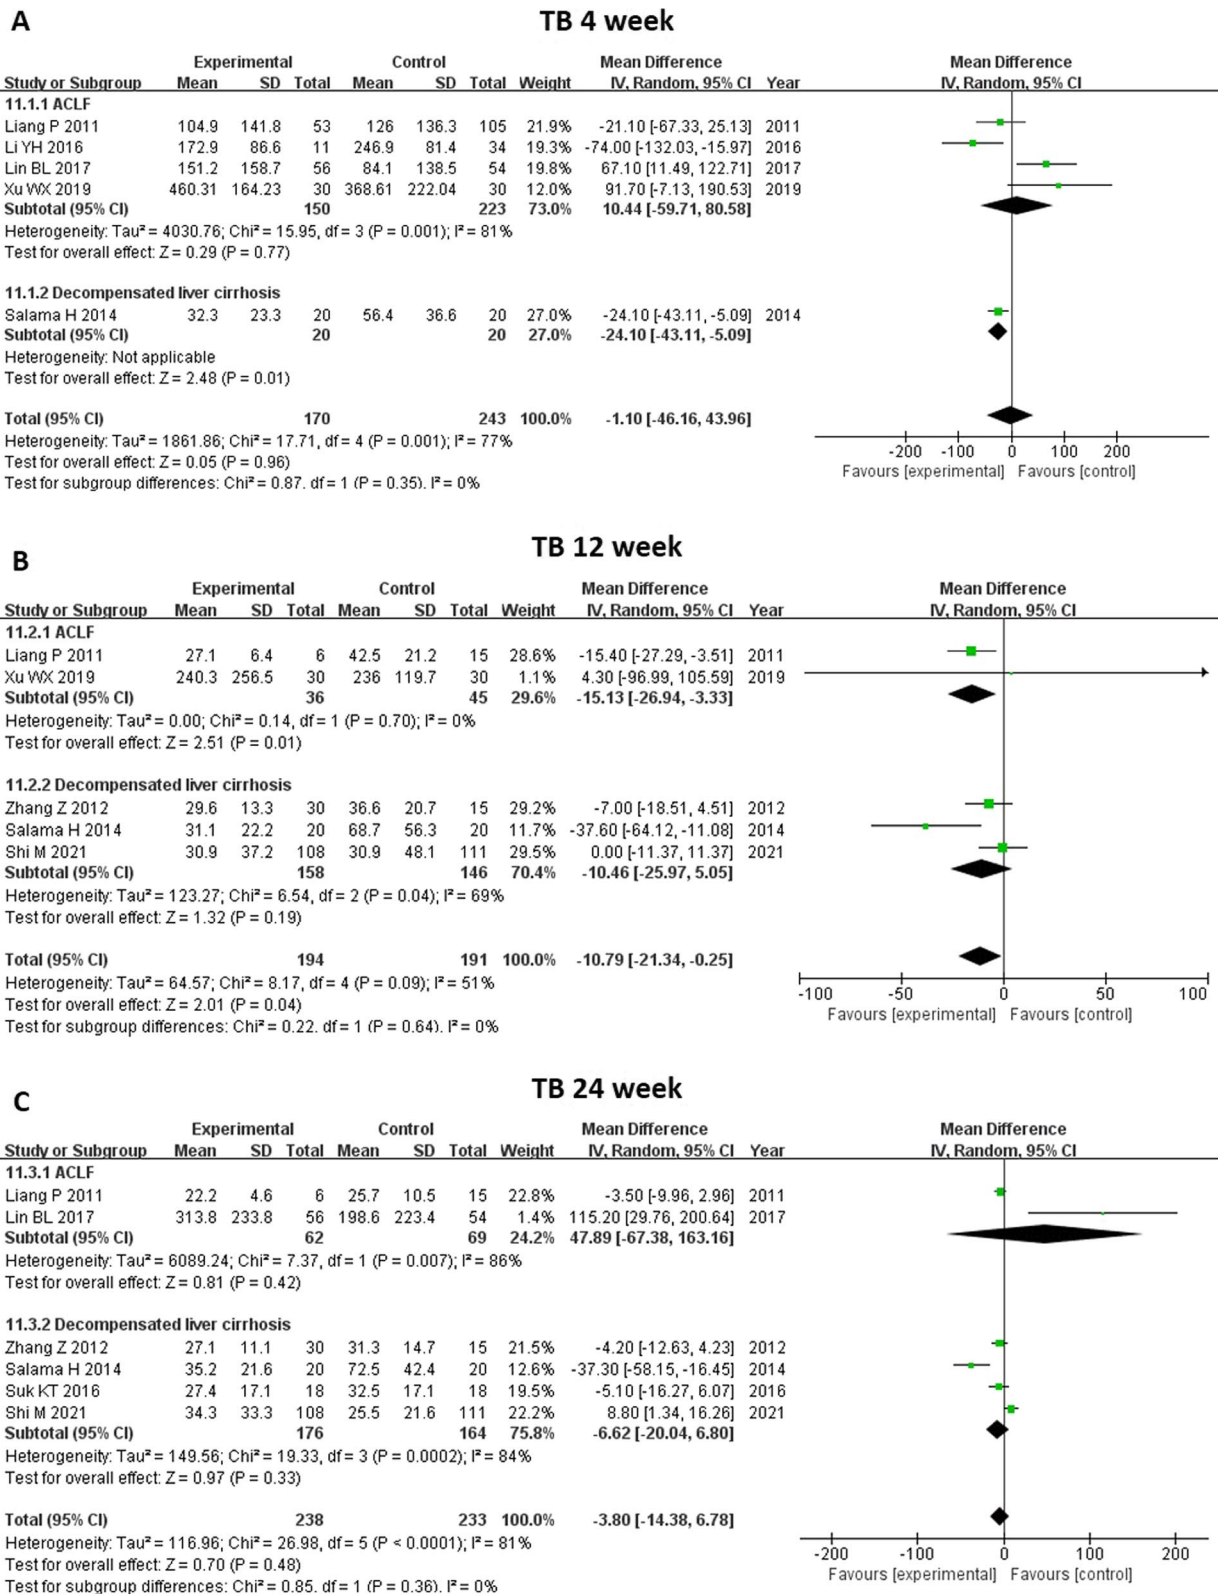 A
TB 4 week
Experimental Control Mean Difference Mean Difference
Study or Subgroup Mean SD Total Mean SD Total Weight IV, Random, 95% CI Year IV, Random, 95% CI
11.1.1 ACLF
Liang P 2011 104.9 141.8 53 126 136.3 105 21.9% -21.10 [-67.33, 25.13] 2011
Li YH 2016 172.9 86.6 11 246.9 81.4 34 19.3% -74.00 [-132.03, -15.97] 2016
Lin BL 2017 151.2 158.7 56 84.1 138.5 54 19.8% 67.10 [11.49, 122.71] 2017
Xu WX 2019 460.31 164.23 30 368.61 222.04 30 12.0% 91.70 [-7.13, 190.53] 2019
Subtotal (95% CI) 150 223 73.0% 10.44 [-59.71, 80.58]
Heterogeneity: Tau² = 4030.76; Chi² = 15.95, df = 3 (P = 0.001); I² = 81%
Test for overall effect: Z = 0.29 (P = 0.77)
11.1.2 Decompensated liver cirrhosis
Salama H 2014 32.3 23.3 20 56.4 36.6 20 27.0% -24.10 [-43.11, -5.09] 2014
Subtotal (95% CI) 20 20 27.0% -24.10 [-43.11, -5.09]
Heterogeneity: Not applicable
Test for overall effect: Z = 2.48 (P = 0.01)
Total (95% CI) 170 243 100.0% -1.10 [-46.16, 43.96]
Heterogeneity: Tau² = 1861.86; Chi² = 17.71, df = 4 (P = 0.001); I² = 77%
Test for overall effect: Z = 0.05 (P = 0.96)
Test for subgroup differences: Chi² = 0.87. df = 1 (P = 0.35). I² = 0%
-200 -100 0 100 200
Favours [experimental] Favours [control]
B
TB 12 week
Experimental Control Mean Difference Mean Difference
Study or Subgroup Mean SD Total Mean SD Total Weight IV, Random, 95% CI Year IV, Random, 95% CI
11.2.1 ACLF
Liang P 2011 27.1 6.4 6 42.5 21.2 15 28.6% -15.40 [-27.29, -3.51] 2011
Xu WX 2019 240.3 256.5 30 236 119.7 30 1.1% 4.30 [-96.99, 105.59] 2019
Subtotal (95% CI) 36 45 29.6% -15.13 [-26.94, -3.33]
Heterogeneity: Tau² = 0.00; Chi² = 0.14, df = 1 (P = 0.70); I² = 0%
Test for overall effect: Z = 2.51 (P = 0.01)
11.2.2 Decompensated liver cirrhosis
Zhang Z 2012 29.6 13.3 30 36.6 20.7 15 29.2% -7.00 [-18.51, 4.51] 2012
Salama H 2014 31.1 22.2 20 68.7 56.3 20 11.7% -37.60 [-64.12, -11.08] 2014
Shi M 2021 30.9 37.2 108 30.9 48.1 111 29.5% 0.00 [-11.37, 11.37] 2021
Subtotal (95% CI) 158 146 70.4% -10.46 [-25.97, 5.05]
Heterogeneity: Tau² = 123.27; Chi² = 6.54, df = 2 (P = 0.04); I² = 69%
Test for overall effect: Z = 1.32 (P = 0.19)
Total (95% CI) 194 191 100.0% -10.79 [-21.34, -0.25]
Heterogeneity: Tau² = 64.57; Chi² = 8.17, df = 4 (P = 0.09); I² = 51%
Test for overall effect: Z = 2.01 (P = 0.04)
Test for subgroup differences: Chi² = 0.22. df = 1 (P = 0.64). I² = 0%
-100 -50 0 50 100
Favours [experimental] Favours [control]
C
TB 24 week
Experimental Control Mean Difference Mean Difference
Study or Subgroup Mean SD Total Mean SD Total Weight IV, Random, 95% CI Year IV, Random, 95% CI
11.3.1 ACLF
Liang P 2011 22.2 4.6 6 25.7 10.5 15 22.8% -3.50 [-9.96, 2.96] 2011
Lin BL 2017 313.8 233.8 56 198.6 223.4 54 1.4% 115.20 [29.76, 200.64] 2017
Subtotal (95% CI) 62 69 24.2% 47.89 [-67.38, 163.16]
Heterogeneity: Tau² = 6089.24; Chi² = 7.37, df = 1 (P = 0.007); I² = 86%
Test for overall effect: Z = 0.81 (P = 0.42)
11.3.2 Decompensated liver cirrhosis
Zhang Z 2012 27.1 11.1 30 31.3 14.7 15 21.5% -4.20 [-12.63, 4.23] 2012
Salama H 2014 35.2 21.6 20 72.5 42.4 20 12.6% -37.30 [-58.15, -16.45] 2014
Suk KT 2016 27.4 17.1 18 32.5 17.1 18 19.5% -5.10 [-16.27, 6.07] 2016
Shi M 2021 34.3 33.3 108 25.5 21.6 111 22.2% 8.80 [1.34, 16.26] 2021
Subtotal (95% CI) 176 164 75.8% -6.62 [-20.04, 6.80]
Heterogeneity: Tau² = 149.56; Chi² = 19.33, df = 3 (P = 0.0002); I² = 84%
Test for overall effect: Z = 0.97 (P = 0.33)
Total (95% CI) 238 233 100.0% -3.80 [-14.38, 6.78]
Heterogeneity: Tau² = 116.96; Chi² = 26.98, df = 5 (P < 0.0001); I² = 81%
Test for overall effect: Z = 0.70 (P = 0.48)
Test for subgroup differences: Chi² = 0.85. df = 1 (P = 0.36). I² = 0%
-200 -100 0 100 200
Favours [experimental] Favours [control]